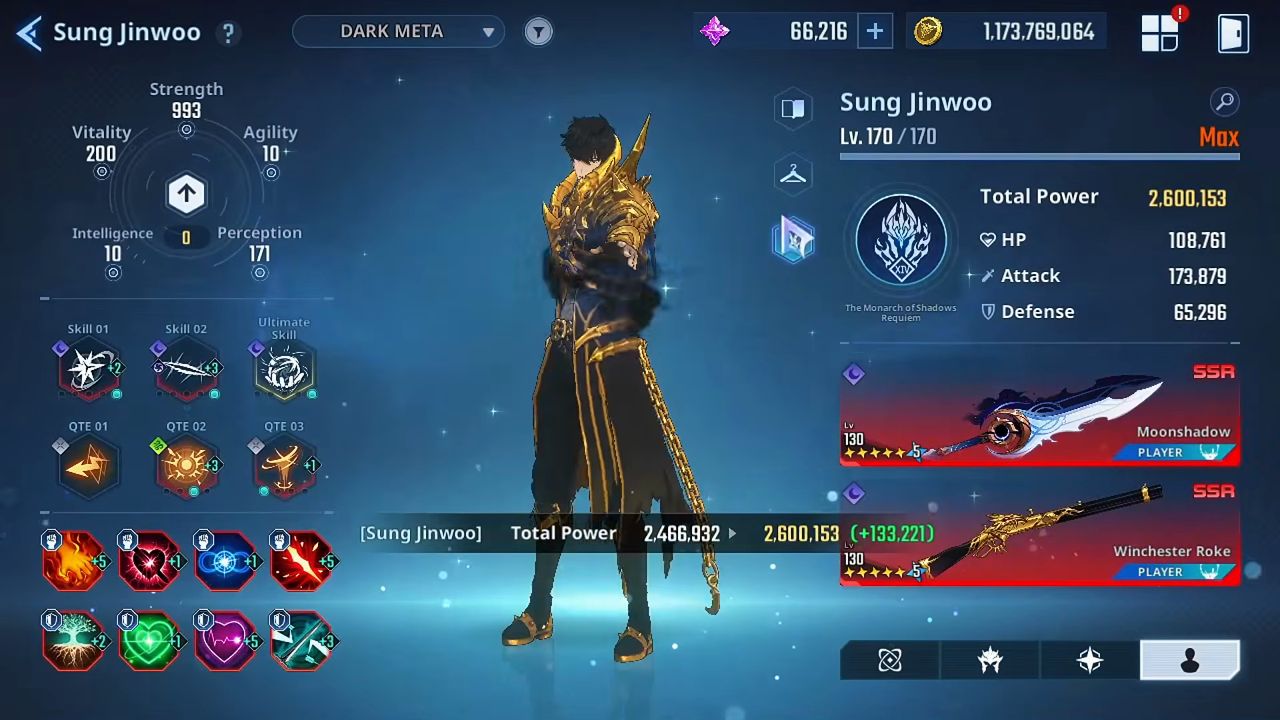 Sung Jinwoo ?
DARK META
66,216 +
1,173,769,064
!
Strength
993
Vitality
200
Agility
10
Intelligence
10
0
Perception
171
Skill 01
Skill 02
Ultimate
Skill
+2
+3
QTE 01
QTE 02
QTE 03
+3
+1
+5
+1
+1
+5
+2
+1
+5
+3
[Sung Jinwoo] Total Power 2,466,932 2,600,153 (+133,221)
Sung Jinwoo
Lv. 170 / 170
Max
XIV
The Monarch of Shadows
Requiem
Total Power 2,600,153
HP 108,761
Attack 173,879
Defense 65,296
SSR
Lv
130
5
Moonshadow
PLAYER
SSR
Lv
130
5
Winchester Roke
PLAYER